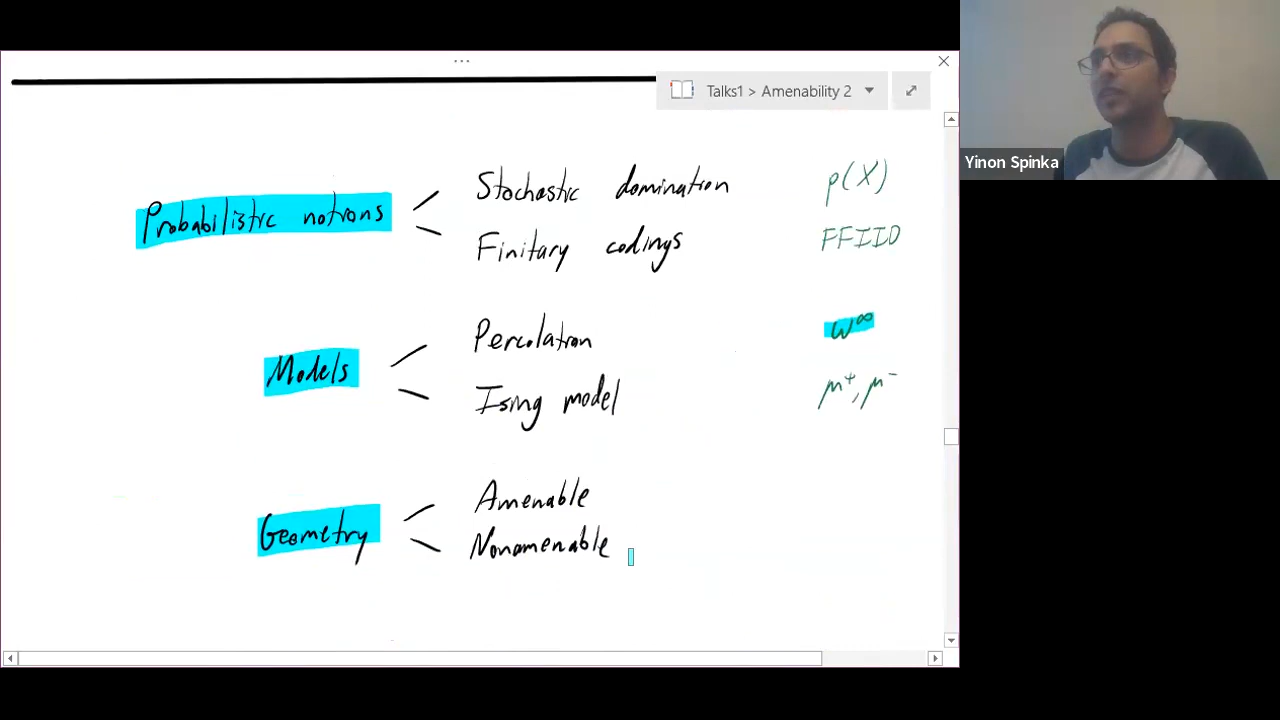 Talks1 > Amenability 2
Yinon Spinka
Probabilistic notions
Stochastic domination p(X)
Finitary codings FFIID
Models
Percolation ω^∞
Ising model μ⁺, μ⁻
Geometry
Amenable
Nonamenable